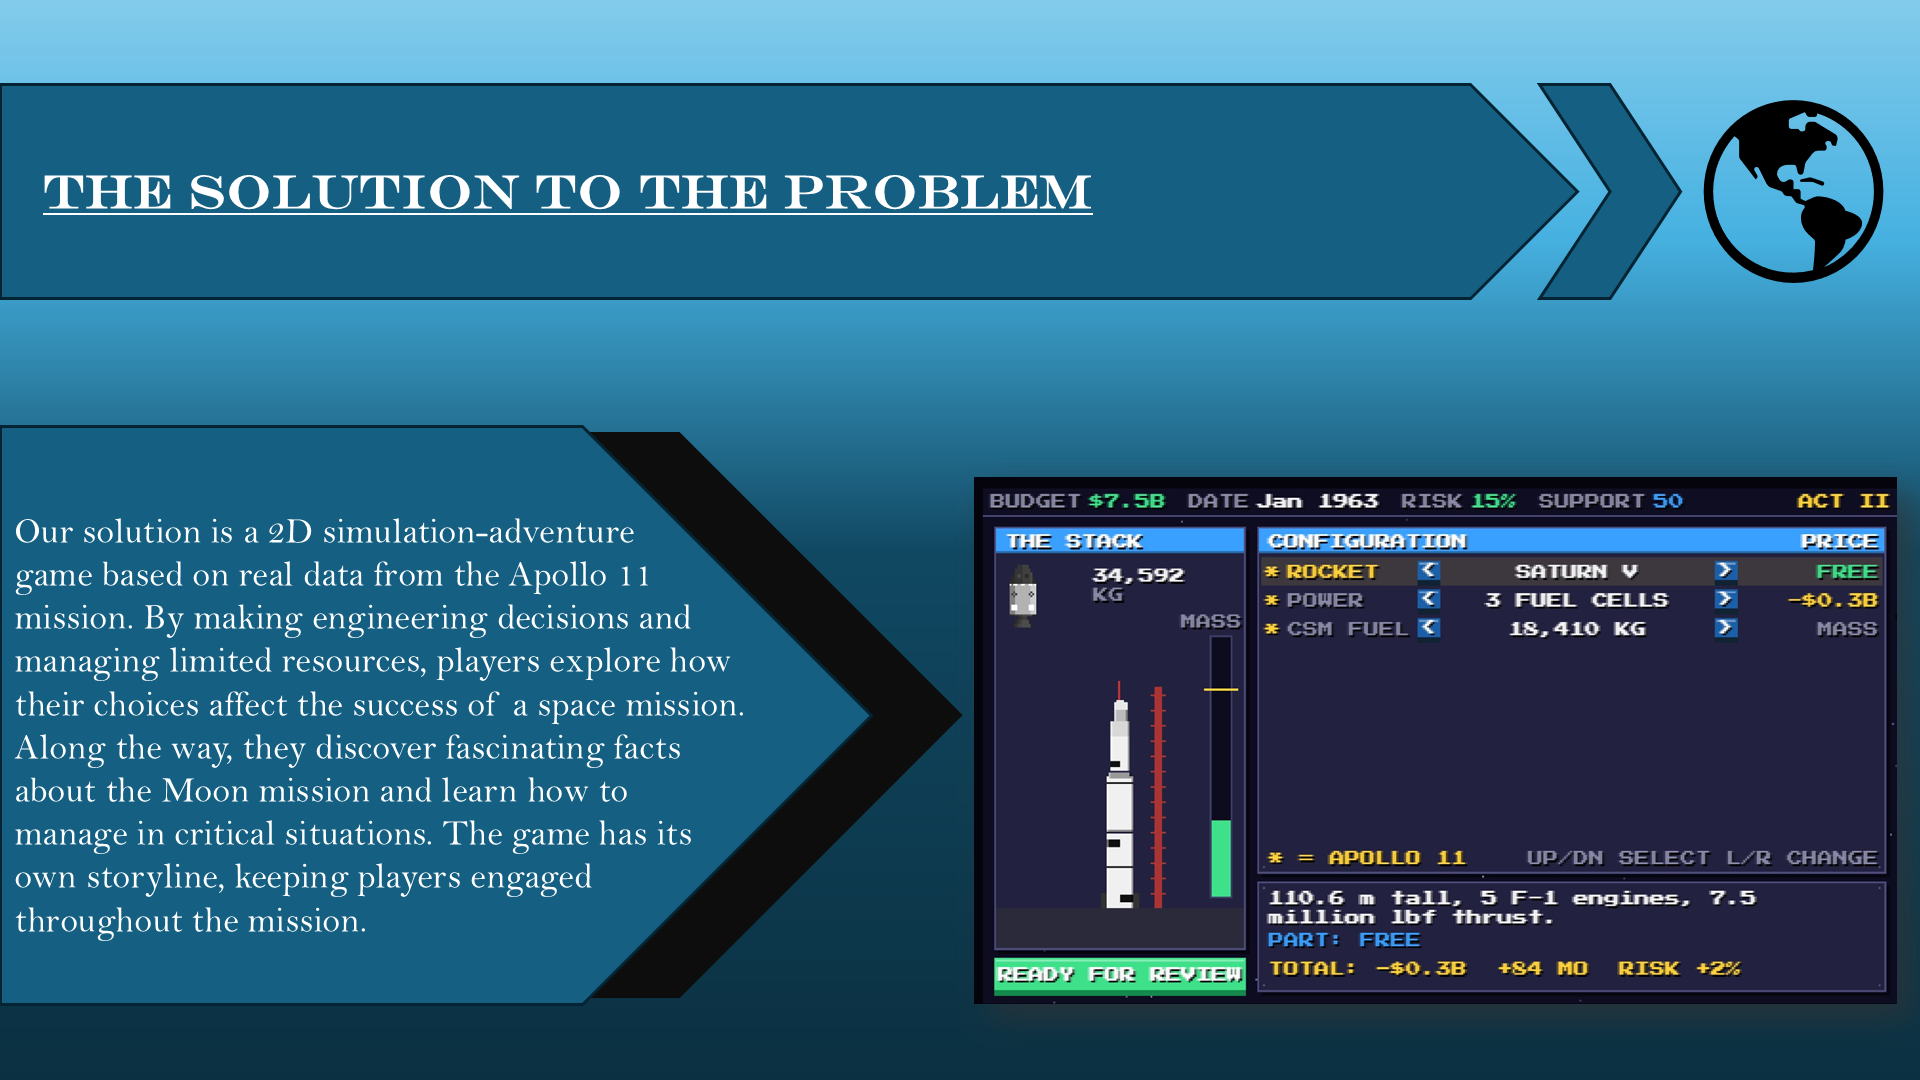 THE SOLUTION TO THE PROBLEM
Our solution is a 2D simulation-adventure
game based on real data from the Apollo 11
mission. By making engineering decisions and
managing limited resources, players explore how
their choices affect the success of a space mission.
Along the way, they discover fascinating facts
about the Moon mission and learn how to
manage in critical situations. The game has its
own storyline, keeping players engaged
throughout the mission.
BUDGET $7.5B DATE Jan 1963 RISK 15% SUPPORT 50 ACT II
THE STACK
34,592
KG
MASS
READY FOR REVIEW
CONFIGURATION PRICE
* ROCKET < SATURN V > FREE
* POWER < 3 FUEL CELLS > -$0.3B
* CSM FUEL < 18,410 KG > MASS
* = APOLLO 11 UP/DN SELECT L/R CHANGE
110.6 m tall, 5 F-1 engines, 7.5
million lbf thrust.
PART: FREE
TOTAL: -$0.3B +84 MO RISK +2%